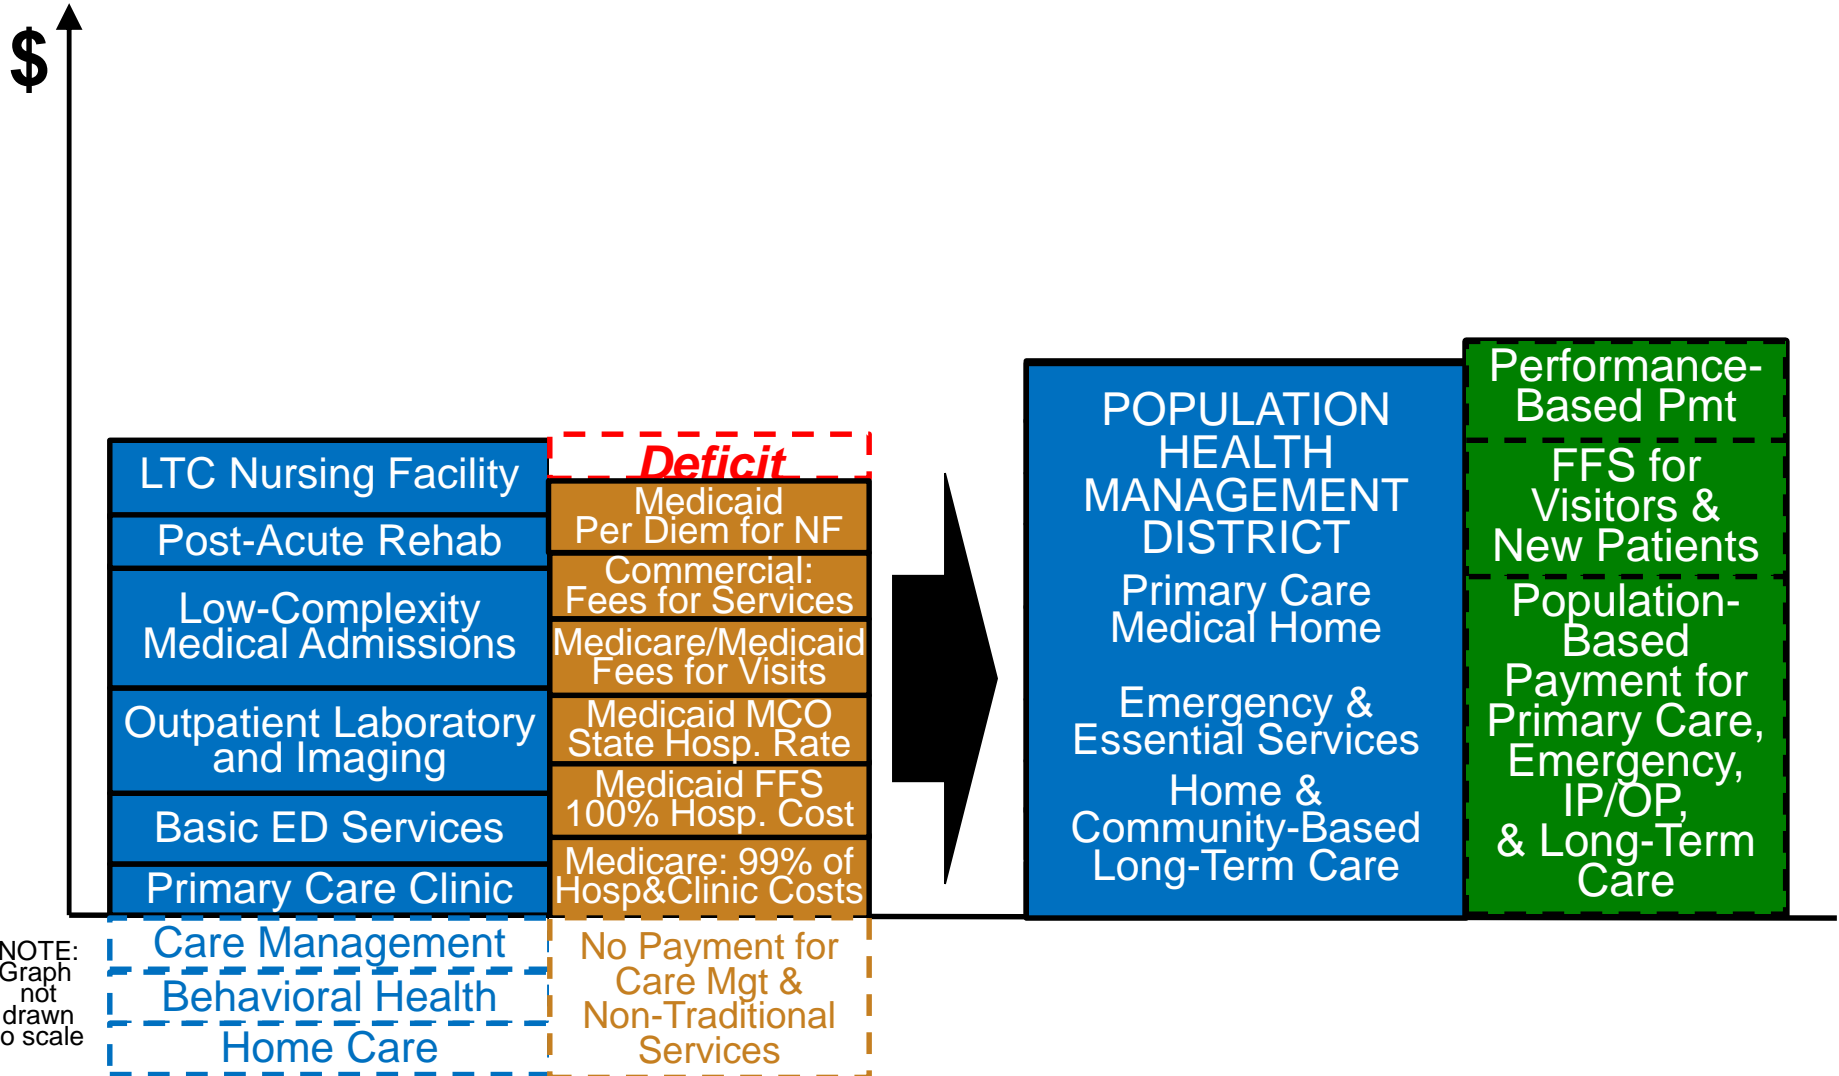 $
LTC Nursing Facility
Post-Acute Rehab
Low-Complexity
Medical Admissions
Outpatient Laboratory
and Imaging
Basic ED Services
Primary Care Clinic
Care Management
Behavioral Health
Home Care
Deficit
Medicaid
Per Diem for NF
Commercial:
Fees for Services
Medicare/Medicaid
Fees for Visits
Medicaid MCO
State Hosp. Rate
Medicaid FFS
100% Hosp. Cost
Medicare: 99% of
Hosp&Clinic Costs
No Payment for
Care Mgt &
Non-Traditional
Services
POPULATION
HEALTH
MANAGEMENT
DISTRICT
Primary Care
Medical Home
Emergency &
Essential Services
Home &
Community-Based
Long-Term Care
Performance-
Based Pmt
FFS for
Visitors &
New Patients
Population-
Based
Payment for
Primary Care,
Emergency,
IP/OP,
& Long-Term
Care
NOTE:
Graph
not
drawn
o scale